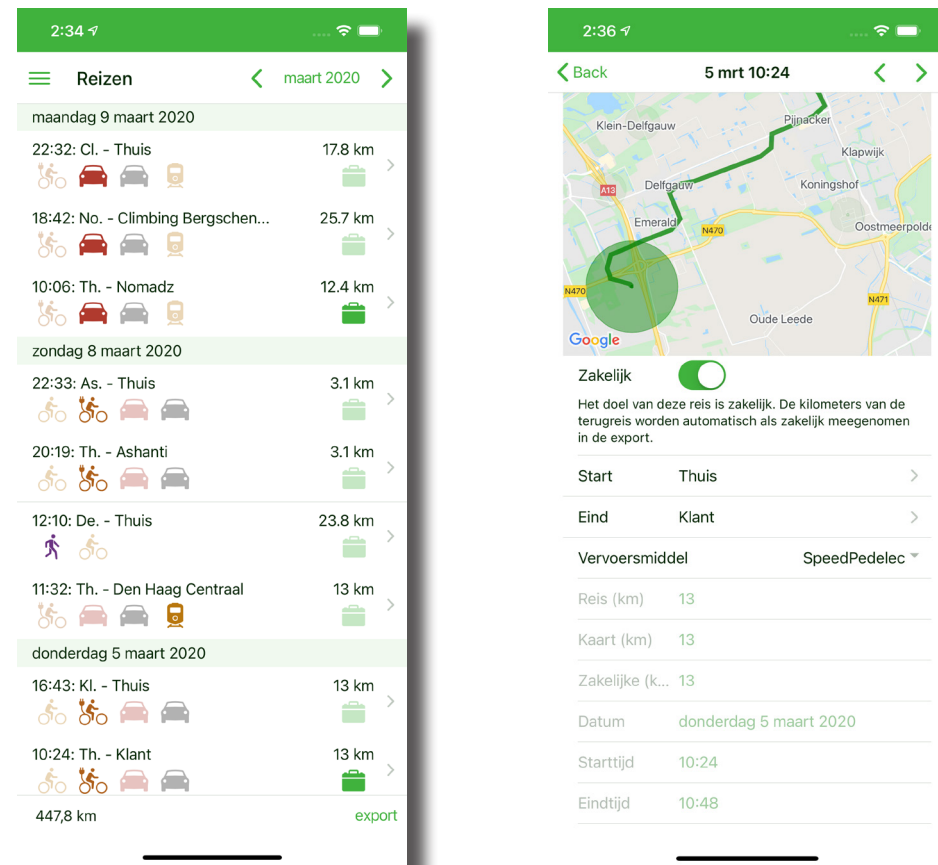 2:34
Reizen
maart 2020
maandag 9 maart 2020
22:32: Cl. - Thuis
17.8 km
18:42: No. - Climbing Bergschen...
25.7 km
10:06: Th. - Nomadz
12.4 km
zondag 8 maart 2020
22:33: As. - Thuis
3.1 km
20:19: Th. - Ashanti
3.1 km
12:10: De. - Thuis
23.8 km
11:32: Th. - Den Haag Centraal
13 km
donderdag 5 maart 2020
16:43: Kl. - Thuis
13 km
10:24: Th. - Klant
13 km
447,8 km
export
2:36
Back
5 mrt 10:24
Klein-Delfgauw
Pijnacker
Klapwijk
A13
Delfgauw
Koningshof
Emerald
N470
Oostmeerpolde
N470
N471
Oude Leede
Google
Zakelijk
Het doel van deze reis is zakelijk. De kilometers van de
terugreis worden automatisch als zakelijk meegenomen
in de export.
Start Thuis
Eind Klant
Vervoersmiddel SpeedPedelec
Reis (km) 13
Kaart (km) 13
Zakelijke (k... 13
Datum donderdag 5 maart 2020
Starttijd 10:24
Eindtijd 10:48